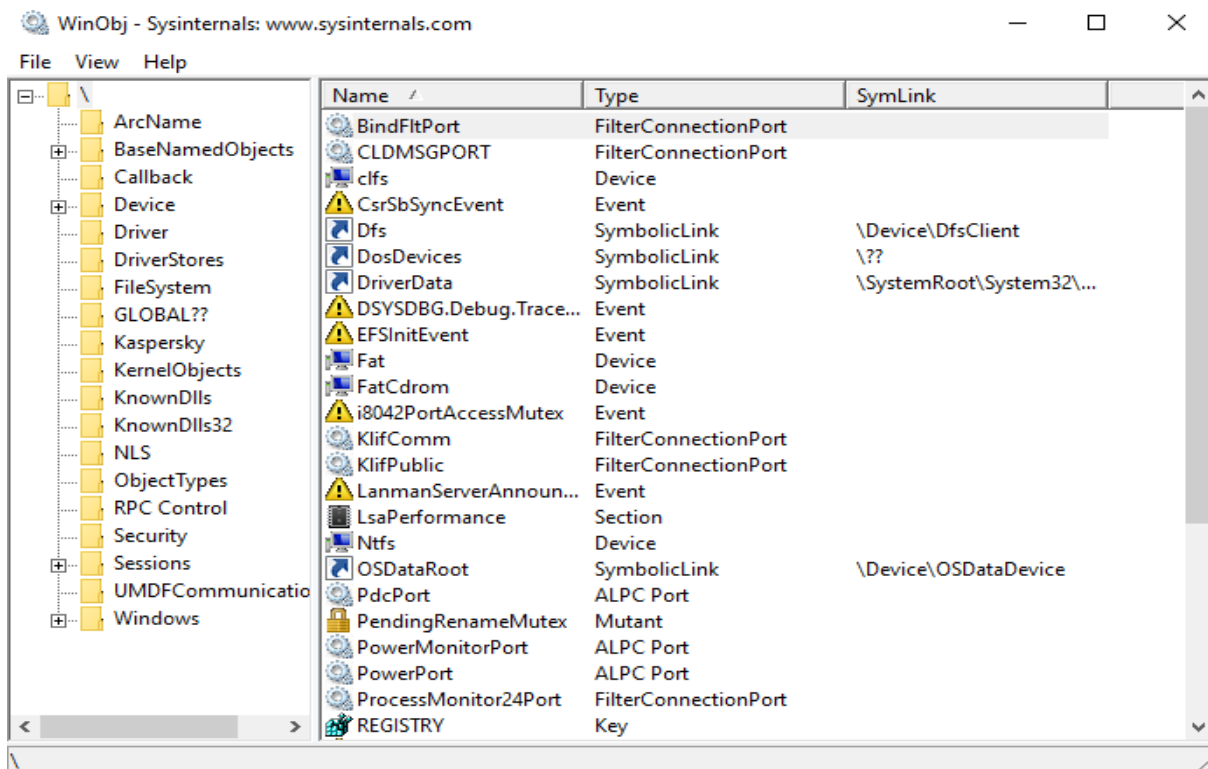 WinObj - Sysinternals: www.sysinternals.com
File View Help
\
ArcName
BaseNamedObjects
Callback
Device
Driver
DriverStores
FileSystem
GLOBAL??
Kaspersky
KernelObjects
KnownDlls
KnownDlls32
NLS
ObjectTypes
RPC Control
Security
Sessions
UMDFCommunicatio
Windows
Name Type SymLink
BindFltPort FilterConnectionPort
CLDMSGPORT FilterConnectionPort
clfs Device
CsrSbSyncEvent Event
Dfs SymbolicLink \Device\DfsClient
DosDevices SymbolicLink \??
DriverData SymbolicLink \SystemRoot\System32\...
DSYSDBG.Debug.Trace... Event
EFSInitEvent Event
Fat Device
FatCdrom Device
i8042PortAccessMutex Event
KlifComm FilterConnectionPort
KlifPublic FilterConnectionPort
LanmanServerAnnoun... Event
LsaPerformance Section
Ntfs Device
OSDataRoot SymbolicLink \Device\OSDataDevice
PdcPort ALPC Port
PendingRenameMutex Mutant
PowerMonitorPort ALPC Port
PowerPort ALPC Port
ProcessMonitor24Port FilterConnectionPort
REGISTRY Key
\